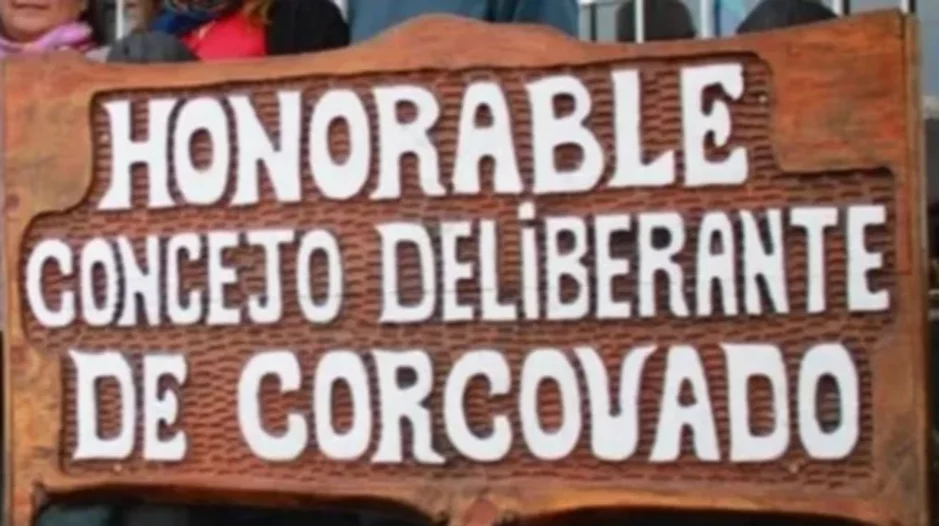 HONORABLE
CONCEJO DELiBERANTE
DE CORCOVADO